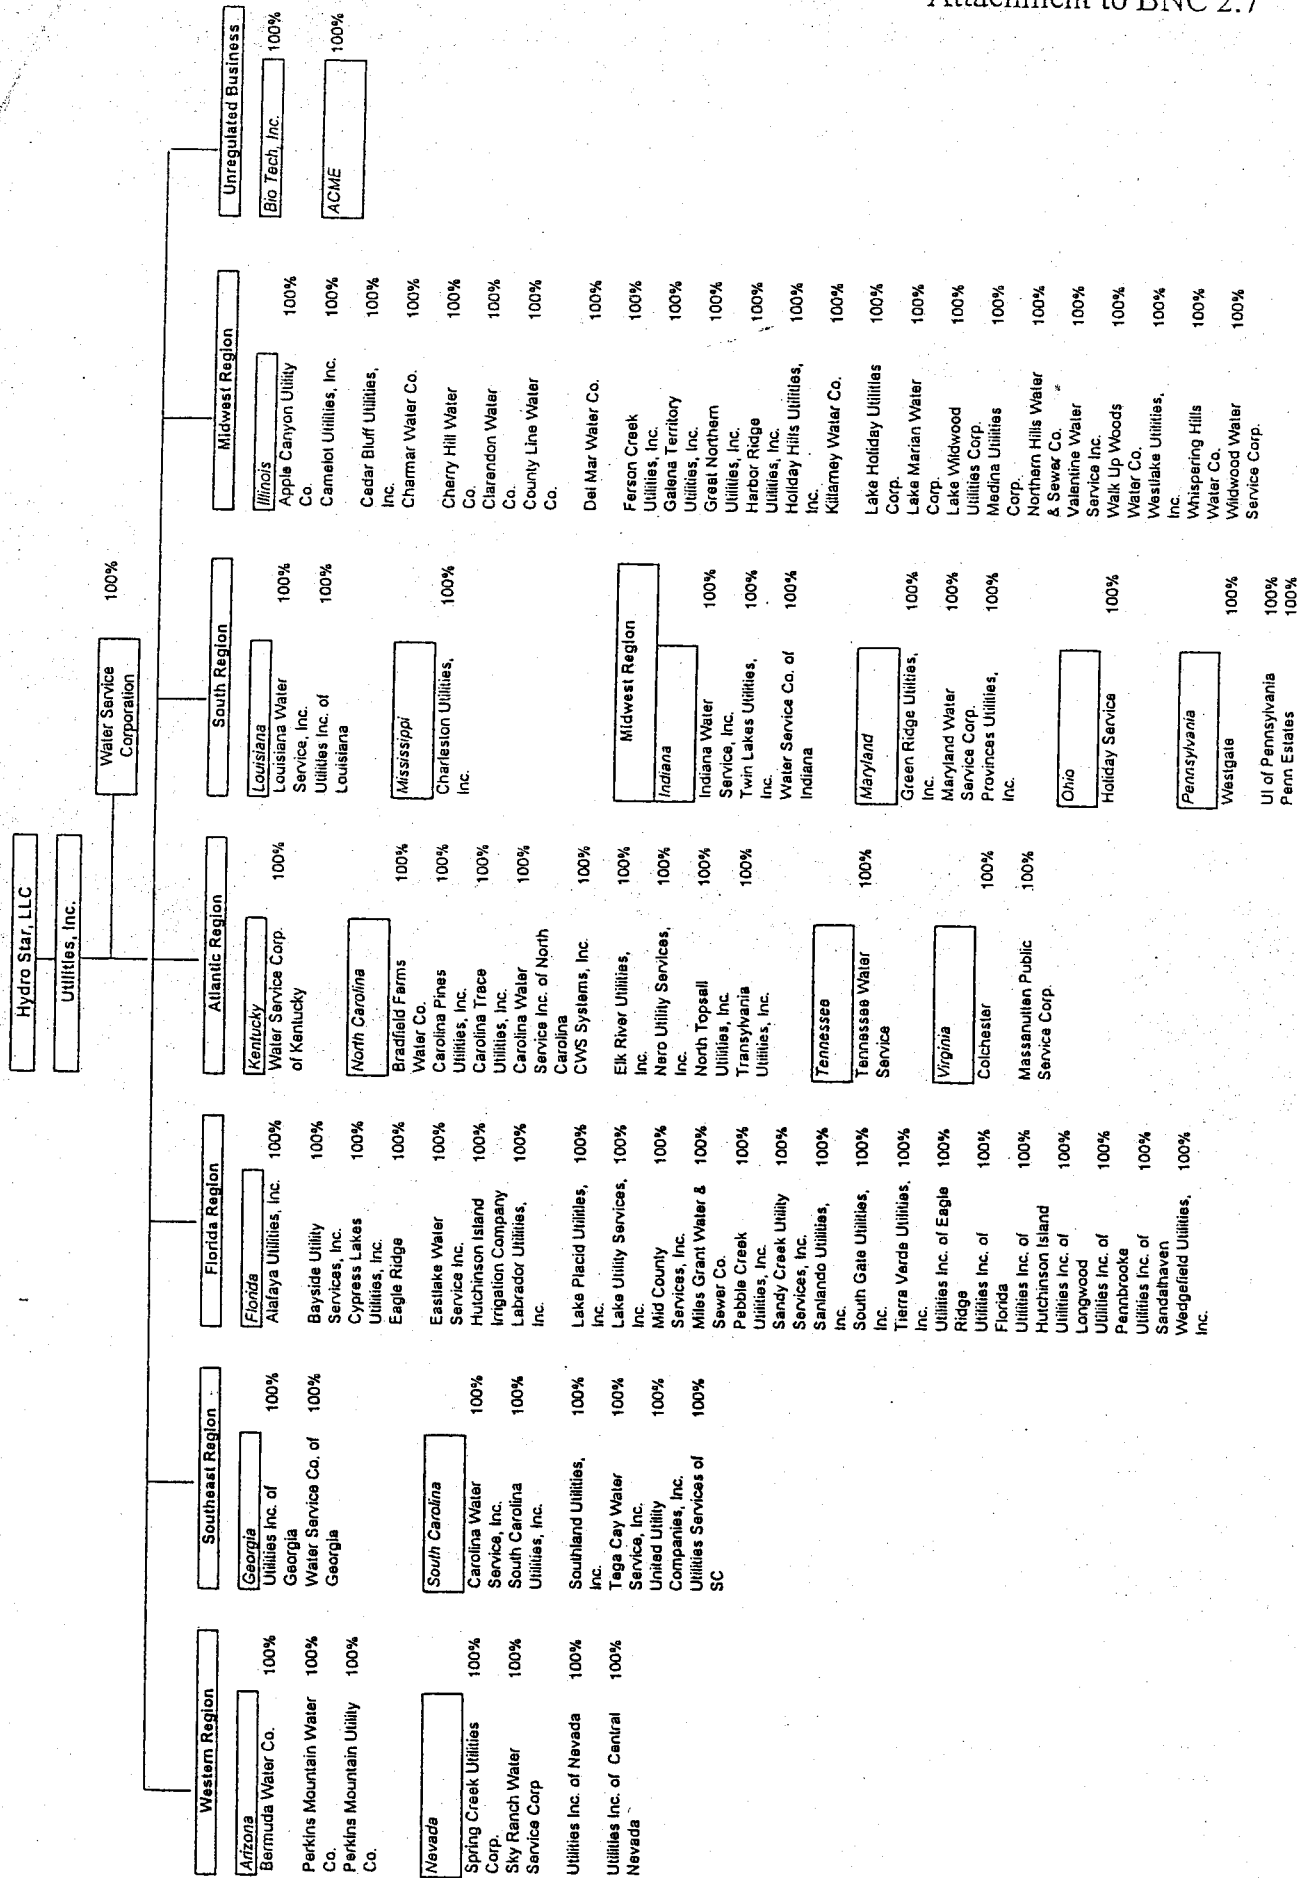 Attachment to BNC 2.7
Hydro Star, LLC
Utilities, Inc.
Water Service
Corporation
100%
Western Region
Arizona
Bermuda Water Co. 100%
Perkins Mountain Water 100%
Co.
Perkins Mountain Utility 100%
Co.
Nevada
Spring Creek Utilities 100%
Corp.
Sky Ranch Water 100%
Service Corp
Utilities Inc. of Nevada 100%
Utilities Inc. of Central 100%
Nevada
Southeast Region
Georgia
Utilities Inc. of 100%
Georgia
Water Service Co. of 100%
Georgia
South Carolina
Carolina Water 100%
Service, Inc.
South Carolina 100%
Utilities, Inc.
Southland Utilities, 100%
Inc.
Tega Cay Water 100%
Service, Inc.
United Utility 100%
Companies, Inc.
Utilities Services of 100%
SC
Florida Region
Florida
Alafaya Utilities, Inc. 100%
Bayside Utility 100%
Services, Inc.
Cypress Lakes 100%
Utilities, Inc.
Eagle Ridge 100%
Eastlake Water 100%
Service Inc.
Hutchinson Island 100%
Irrigation Company
Labrador Utilities, 100%
Inc.
Lake Placid Utilities, 100%
Inc.
Lake Utility Services, 100%
Inc.
Mid County 100%
Services, Inc.
Miles Grant Water & 100%
Sewer Co.
Pebble Creek 100%
Utilities, Inc.
Sandy Creek Utility 100%
Services, Inc.
Sanlando Utilities, 100%
Inc.
South Gate Utilities, 100%
Inc.
Tierra Verde Utilities, 100%
Inc.
Utilities Inc. of Eagle 100%
Ridge
Utilities Inc. of 100%
Florida
Utilities Inc. of 100%
Hutchinson Island
Utilities Inc. of 100%
Longwood
Utilities Inc. of 100%
Pennbrooke
Utilities Inc. of 100%
Sandalhaven
Wedgefield Utilities, 100%
Inc.
Atlantic Region
Kentucky
Water Service Corp. 100%
of Kentucky
North Carolina
Bradfield Farms 100%
Water Co.
Carolina Pines 100%
Utilities, Inc.
Carolina Trace 100%
Utilities, Inc.
Carolina Water 100%
Service Inc. of North
Carolina
CWS Systems, Inc. 100%
Elk River Utilities, 100%
Inc.
Nero Utility Services, 100%
Inc.
North Topsail 100%
Utilities, Inc.
Transylvania 100%
Utilities, Inc.
Tennessee
Tennessee Water 100%
Service
Virginia
Colchester 100%
Massanutten Public 100%
Service Corp.
South Region
Louisiana
Louisiana Water 100%
Service, Inc.
Utilities Inc. of 100%
Louisiana
Mississippi
Charleston Utilities, 100%
Inc.
Midwest Region
Indiana
Indiana Water 100%
Service, Inc.
Twin Lakes Utilities, 100%
Inc.
Water Service Co. of 100%
Indiana
Maryland
Green Ridge Utilties, 100%
Inc.
Maryland Water 100%
Service Corp.
Provinces Utilities, 100%
Inc.
Ohio
Holiday Service 100%
Pennsylvania
Westgate 100%
UI of Pennsylvania 100%
Penn Estates 100%
Midwest Region
Illinois
Apple Canyon Utility 100%
Co.
Camelot Utilities, Inc. 100%
Cedar Bluff Utilities, 100%
Inc.
Charmar Water Co. 100%
Cherry Hill Water 100%
Co.
Clarendon Water 100%
Co.
County Line Water 100%
Co.
Del Mar Water Co. 100%
Ferson Creek 100%
Utilities, Inc.
Galena Territory 100%
Utilities, Inc.
Great Northern 100%
Utilities, Inc.
Harbor Ridge 100%
Utilities, Inc.
Holiday Hills Utilities, 100%
Inc.
Killarney Water Co. 100%
Lake Holiday Utilities 100%
Corp.
Lake Marian Water 100%
Corp.
Lake Wildwood 100%
Utilities Corp.
Medina Utilities 100%
Corp.
Northern Hills Water 100%
& Sewer Co.
Valentine Water 100%
Service Inc.
Walk Up Woods 100%
Water Co.
Westlake Utilities, 100%
Inc.
Whispering Hills 100%
Water Co.
Wildwood Water 100%
Service Corp.
Unregulated Business
Bio Tech, Inc. 100%
ACME 100%